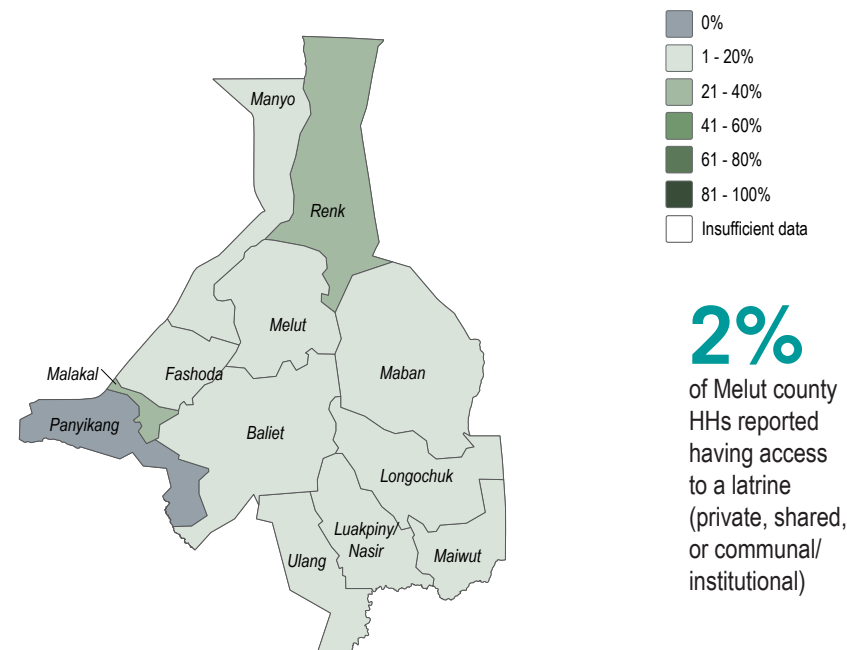 0%
1 - 20%
21 - 40%
41 - 60%
61 - 80%
81 - 100%
Insufficient data
Manyo
Renk
Melut
Malakal
Fashoda
Maban
Panyikang
Baliet
Longochuk
Luakpiny/
Nasir
Ulang
Maiwut
2%
of Melut county
HHs reported
having access
to a latrine
(private, shared,
or communal/
institutional)